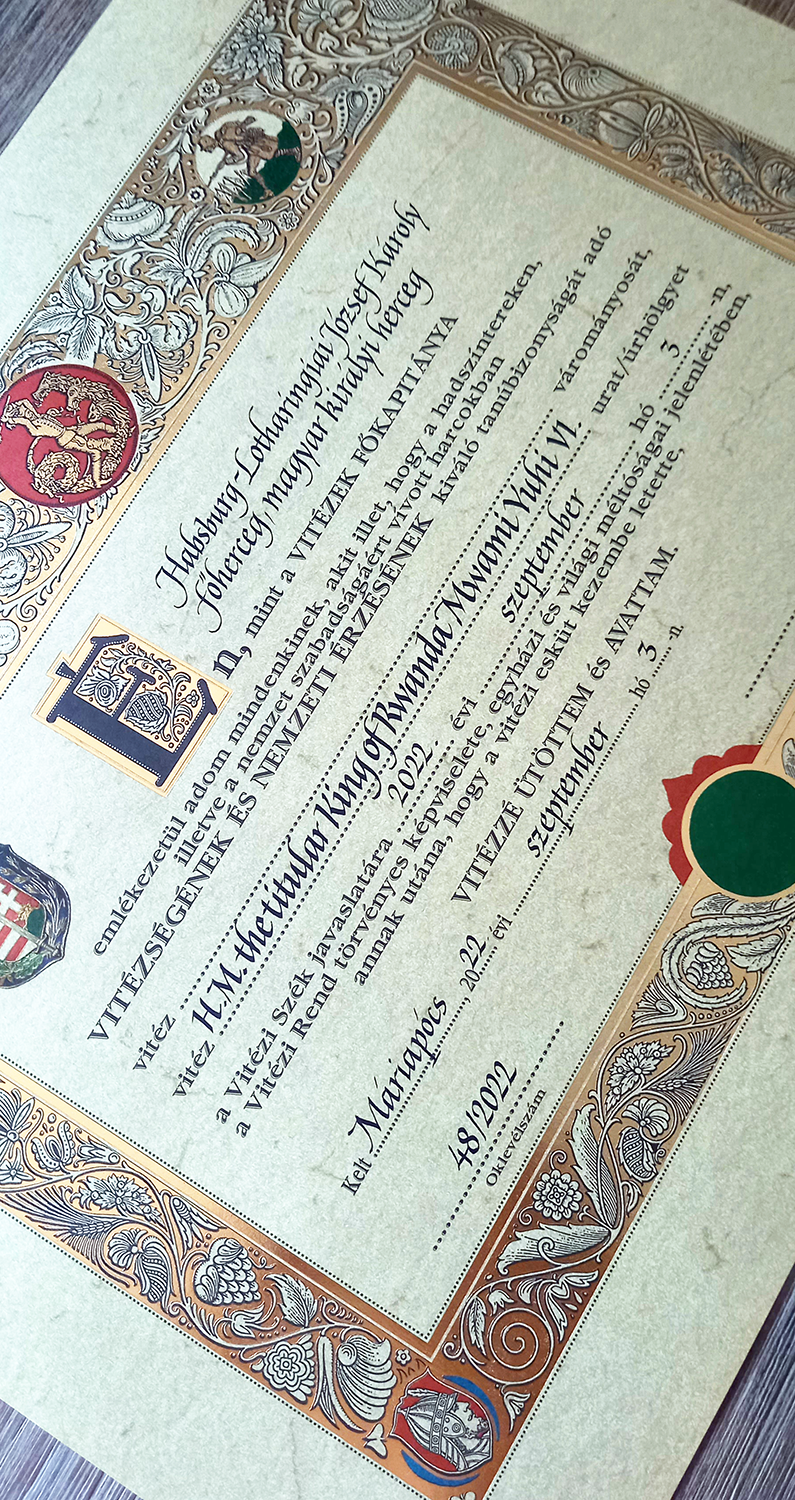 Habsburg-Lotharingiai József Károly
főherceg, magyar királyi herceg
Én, mint a VITÉZEK FŐKAPITÁNYA
emlékezetül adom mindenkinek, akit illet, hogy a hadszíntereken,
illetve a nemzet szabadságáért vívott harcokban
VITÉZSÉGÉNEK ÉS NEMZETI ÉRZÉSÉNEK kiváló tanúbizonyságát adó
vitéz várományosát,
vitéz H.M. the titular King of Rwanda Mwami Yuhi VI. urat/úrhölgyet
a Vitézi Szék javaslatára 2022. évi szeptember hó 3 -n,
a Vitézi Rend törvényes képviselete, egyházi és világi méltóságai jelenlétében,
annak utána, hogy a vitézi esküt kezembe letette,
VITÉZZÉ ÜTÖTTEM és AVATTAM.
Kelt Máriapócs, 2022 évi szeptember hó 3 -n.
48/2022
Oklevélszám